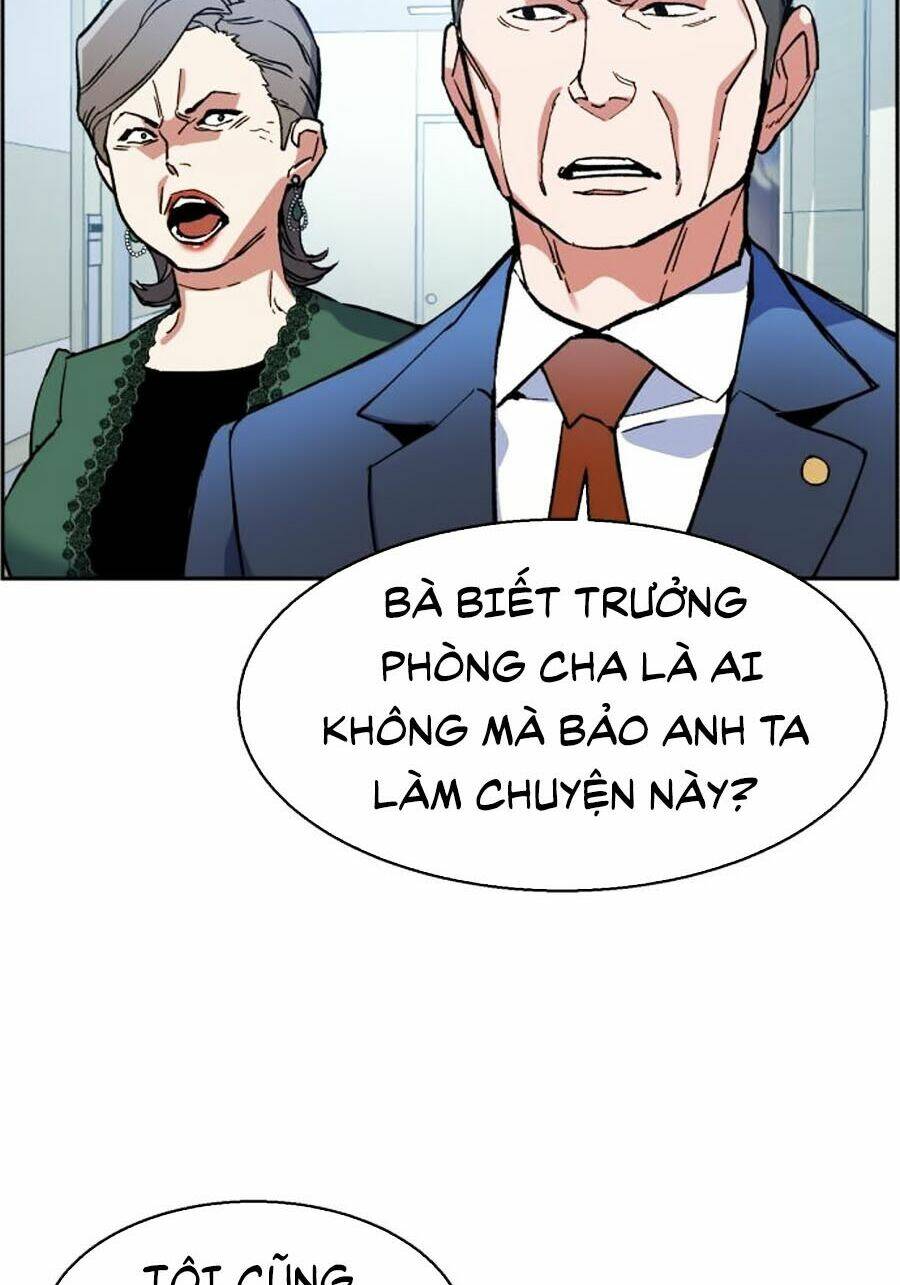 BÀ BIẾT TRƯỞNG
PHÒNG CHA LÀ AI
KHÔNG MÀ BẢO ANH TA
LÀM CHUYỆN NÀY?
TÔI CŨNG